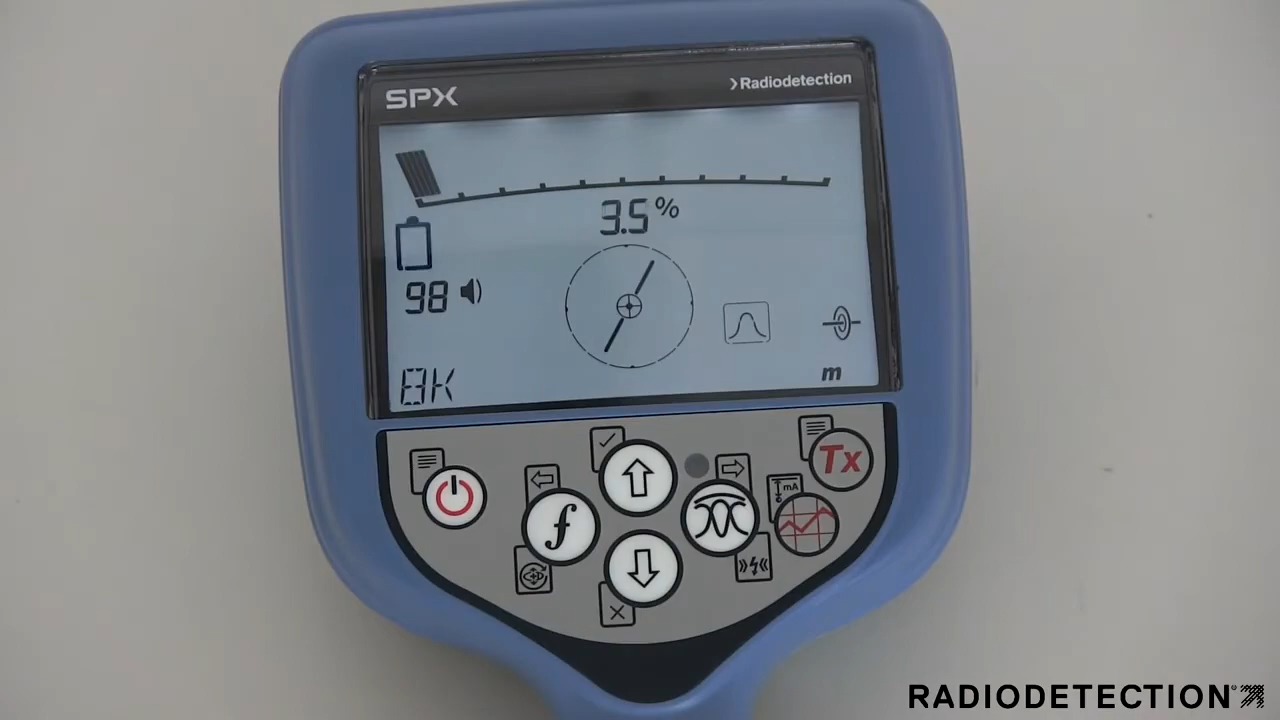 SPX
Radiodetection
3.5%
98
8K
m
Tx
mA
f
RADIODETECTION®